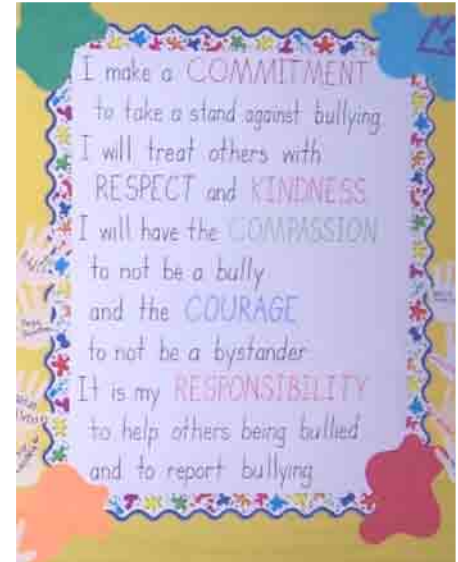 I make a COMMITMENT
to take a stand against bullying.
I will treat others with
RESPECT and KINDNESS.
I will have the COMPASSION
to not be a bully
and the COURAGE
to not be a bystander.
It is my RESPONSIBILITY
to help others being bullied
and to report bullying.